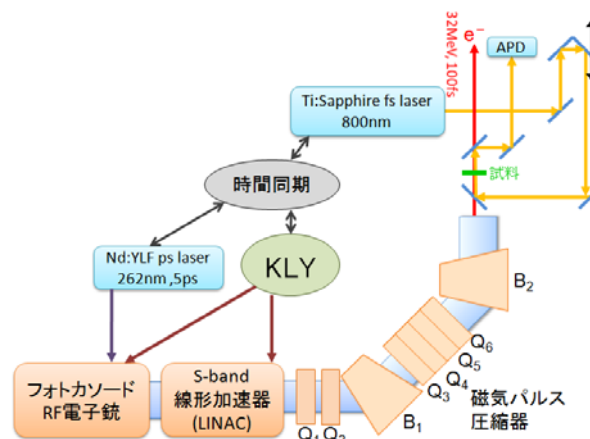 32MeV, 100fs
e⁻
APD
Ti:Sapphire fs laser
800nm
試料
時間同期
Nd:YLF ps laser
262nm ,5ps
KLY
B₂
Q₆
Q₅
Q₄
Q₃
フォトカソード
RF電子銃
S-band
線形加速器
(LINAC)
B₁
磁気パルス
圧縮器